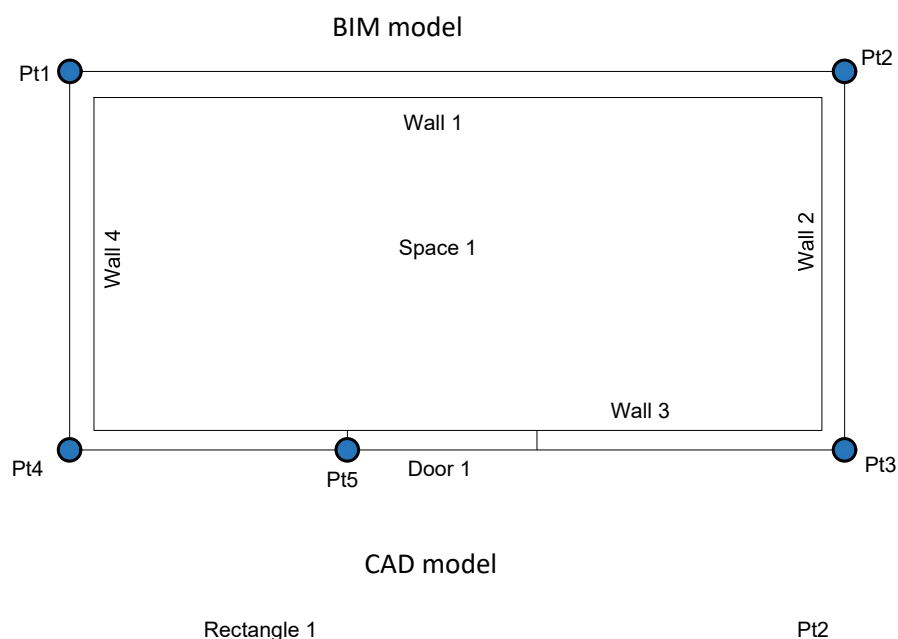 BIM model
Pt1
Pt2
Wall 1
Wall 4
Space 1
Wall 2
Wall 3
Pt4
Pt5
Door 1
Pt3
CAD model
Rectangle 1
Pt2